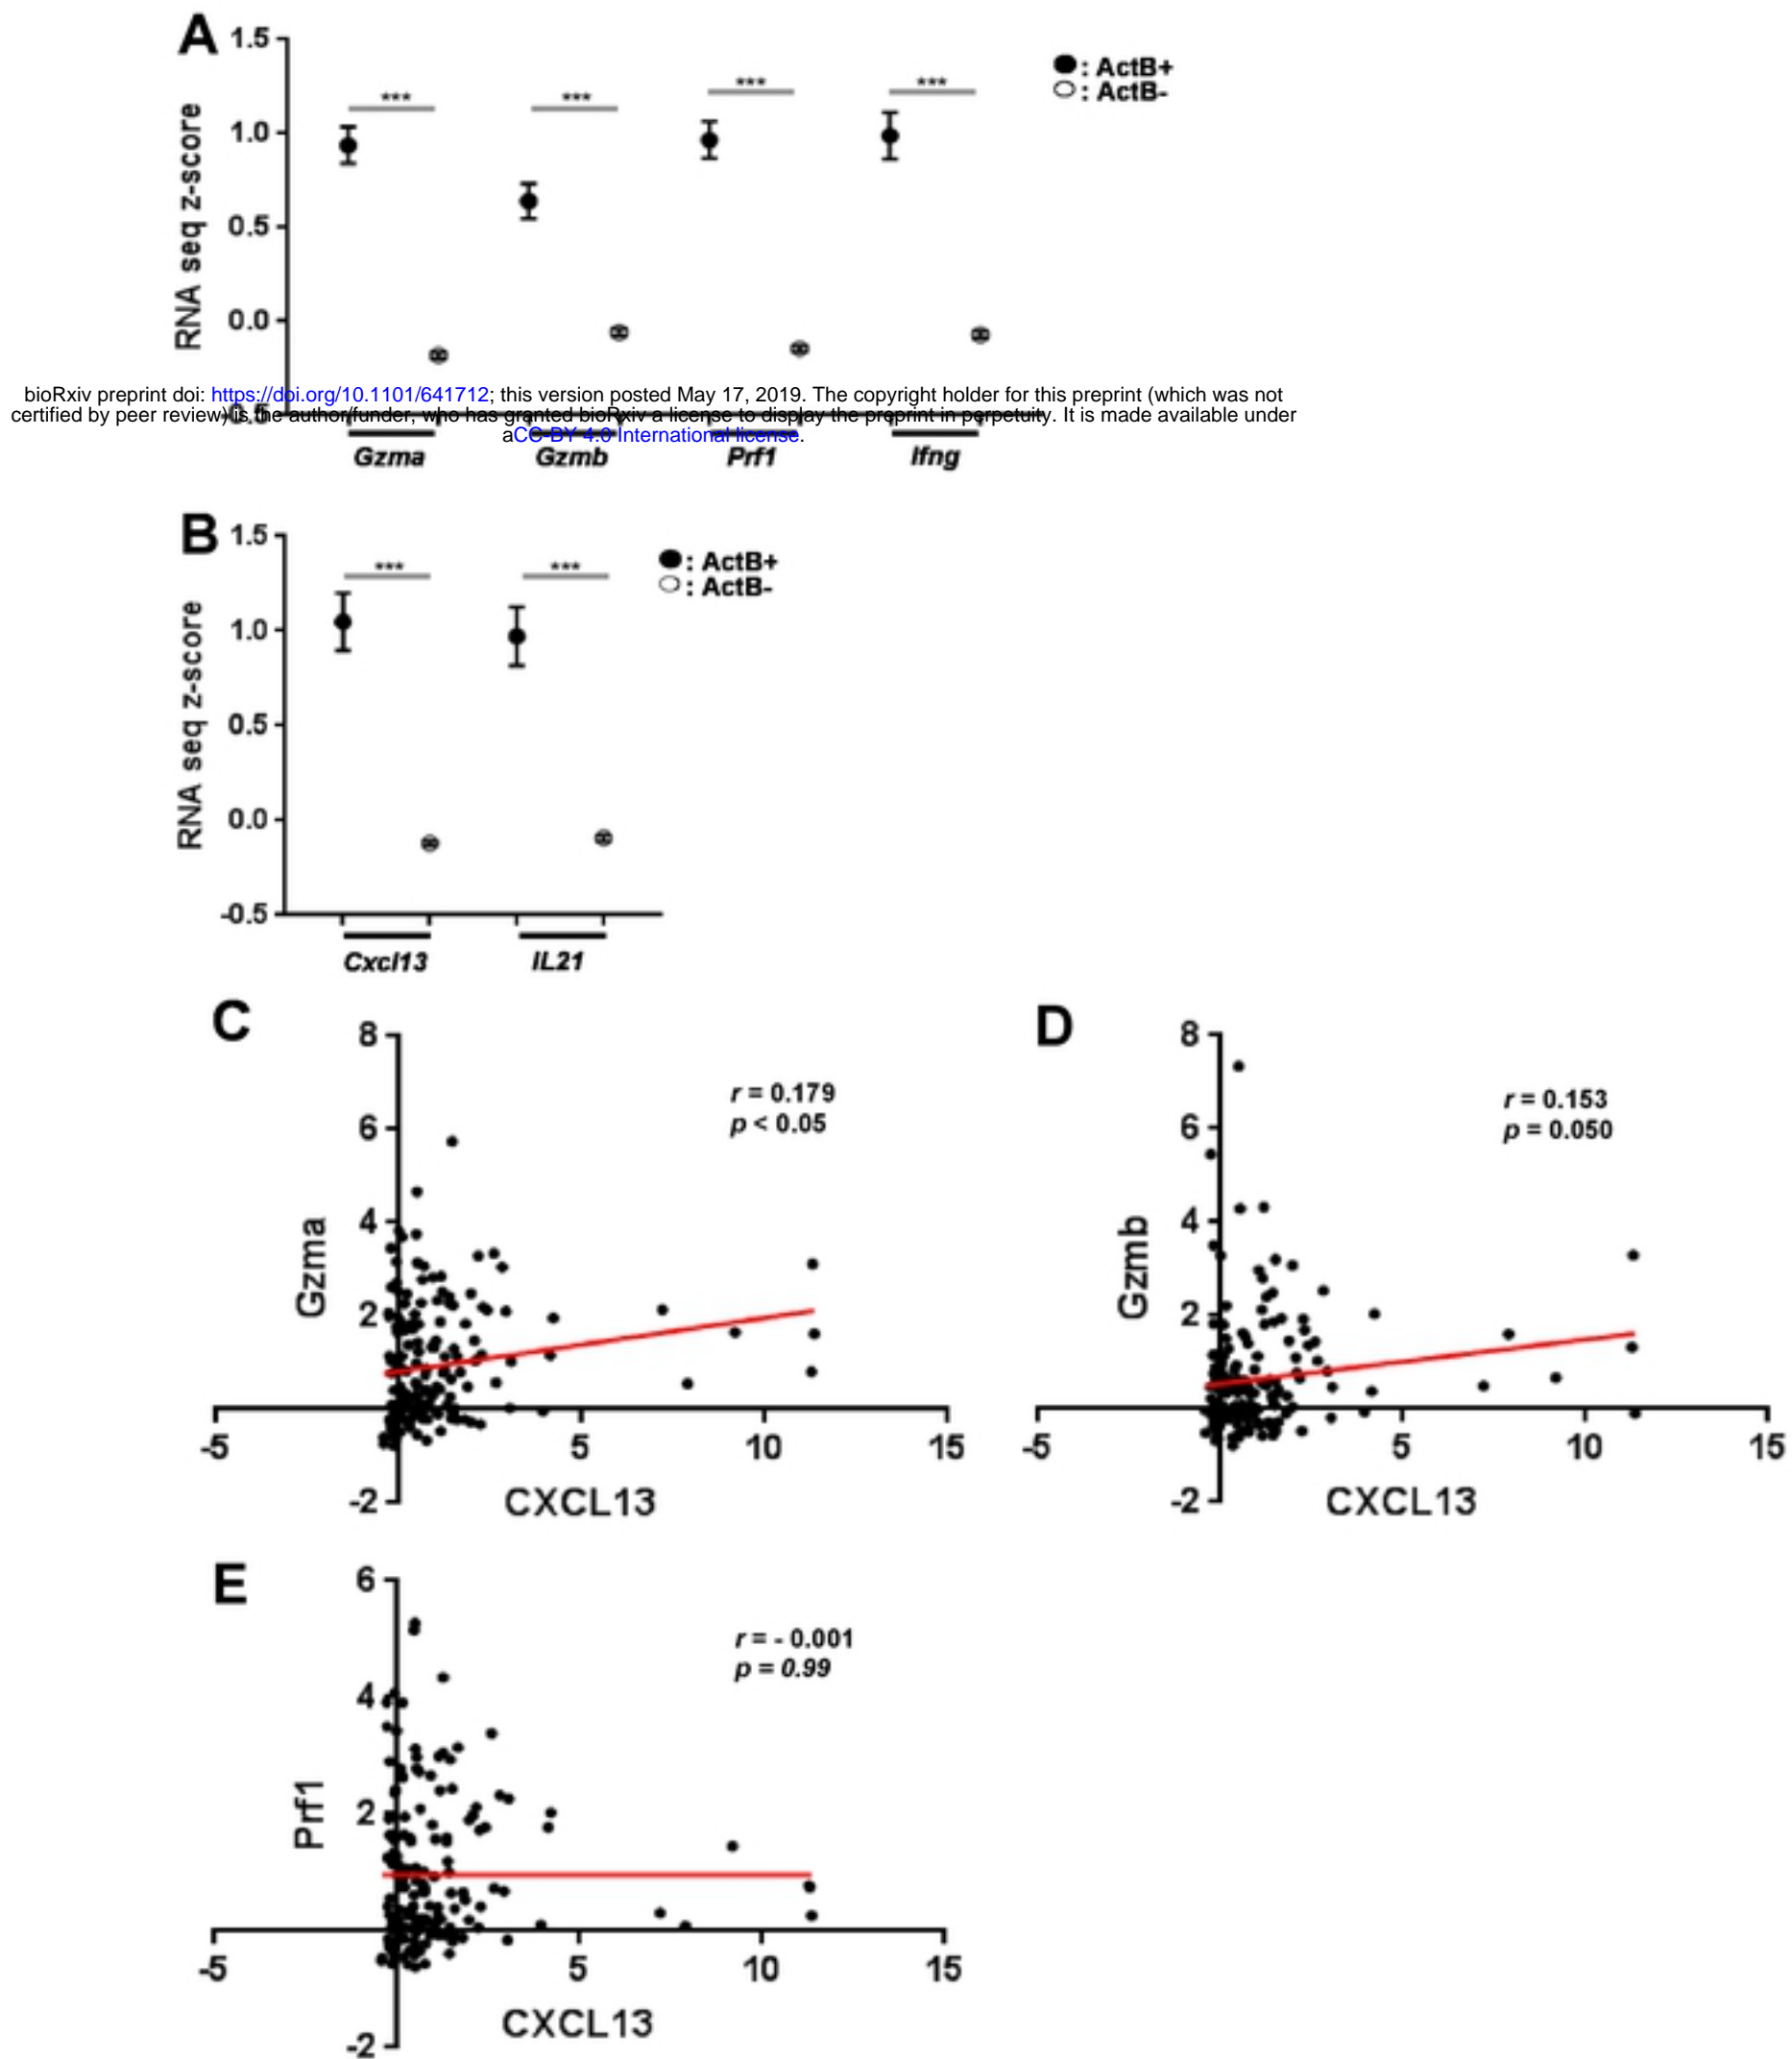 A
1.5
1.0
0.5
0.0
RNA seq z-score
***
***
***
***
: ActB+
: ActB-
bioRxiv preprint doi: https://doi.org/10.1101/641712; this version posted May 17, 2019. The copyright holder for this preprint (which was not
certified by peer review) is the author/funder, who has granted bioRxiv a license to display the preprint in perpetuity. It is made available under
aCC-BY 4.0 International license.
Gzma Gzmb Prf1 Ifng
B
1.5
1.0
0.5
0.0
-0.5
RNA seq z-score
***
***
: ActB+
: ActB-
Cxcl13 IL21
C
8
6
4
2
-2
Gzma
r = 0.179
p < 0.05
-5 5 10 15
CXCL13
D
8
6
4
2
-2
Gzmb
r = 0.153
p = 0.050
-5 5 10 15
CXCL13
E
6
4
2
-2
Prf1
r = - 0.001
p = 0.99
-5 5 10 15
CXCL13